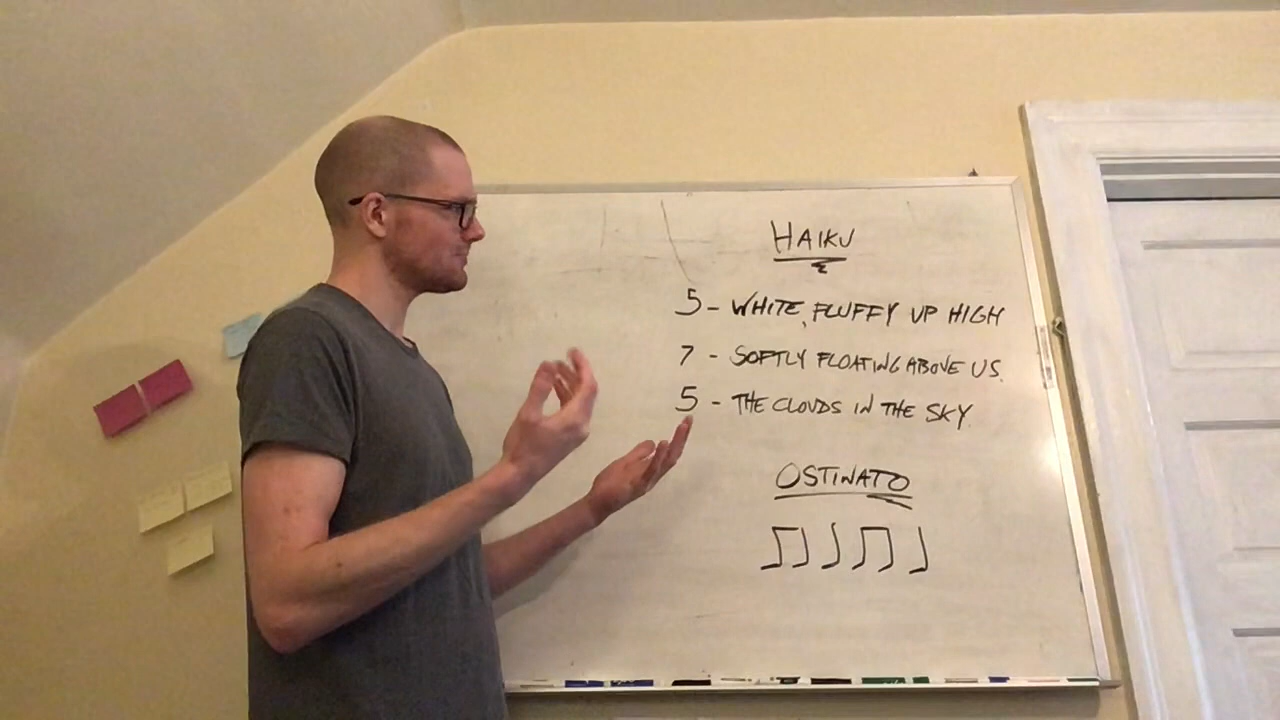 HAIKU
5 - WHITE, FLUFFY UP HIGH
7 - SOFTLY FLOATING ABOVE US.
5 - THE CLOUDS IN THE SKY.
OSTINATO